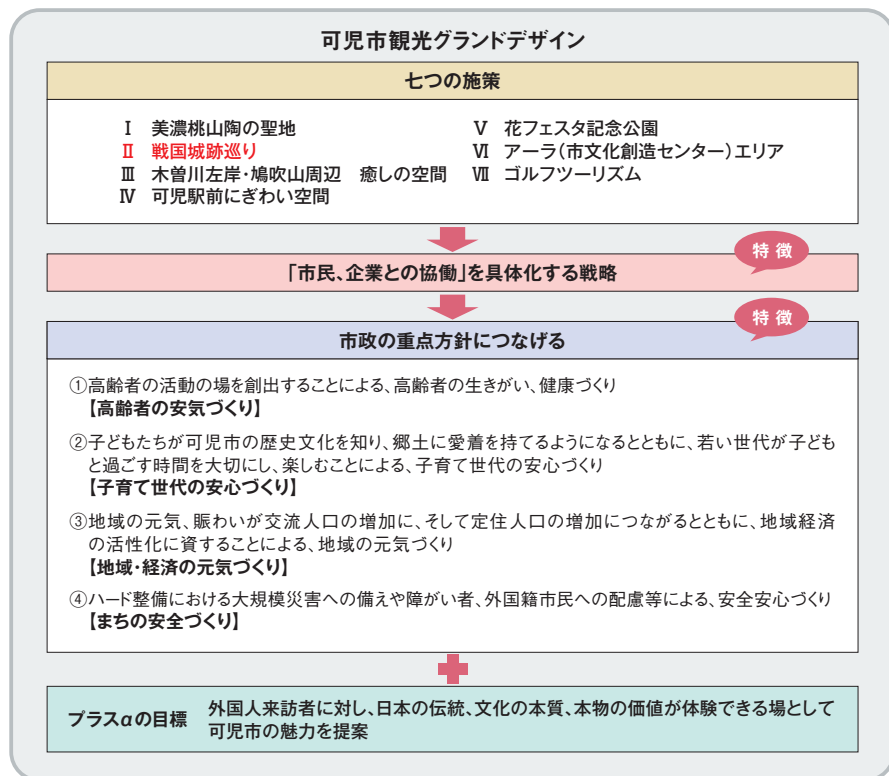 可児市観光グランドデザイン
七つの施策
Ⅰ 美濃桃山陶の聖地
Ⅱ 戦国城跡巡り
Ⅲ 木曽川左岸・鳩吹山周辺　癒しの空間
Ⅳ 可児駅前にぎわい空間
Ⅴ 花フェスタ記念公園
Ⅵ アーラ（市文化創造センター）エリア
Ⅶ ゴルフツーリズム
特徴
「市民、企業との協働」を具体化する戦略
特徴
市政の重点方針につなげる
①高齢者の活動の場を創出することによる、高齢者の生きがい、健康づくり
【高齢者の安気づくり】
②子どもたちが可児市の歴史文化を知り、郷土に愛着を持てるようになるとともに、若い世代が子ども
と過ごす時間を大切にし、楽しむことによる、子育て世代の安心づくり
【子育て世代の安心づくり】
③地域の元気、賑わいが交流人口の増加に、そして定住人口の増加につながるとともに、地域経済
の活性化に資することによる、地域の元気づくり
【地域・経済の元気づくり】
④ハード整備における大規模災害への備えや障がい者、外国籍市民への配慮等による、安全安心づくり
【まちの安全づくり】
プラスαの目標
外国人来訪者に対し、日本の伝統、文化の本質、本物の価値が体験できる場として
可児市の魅力を提案